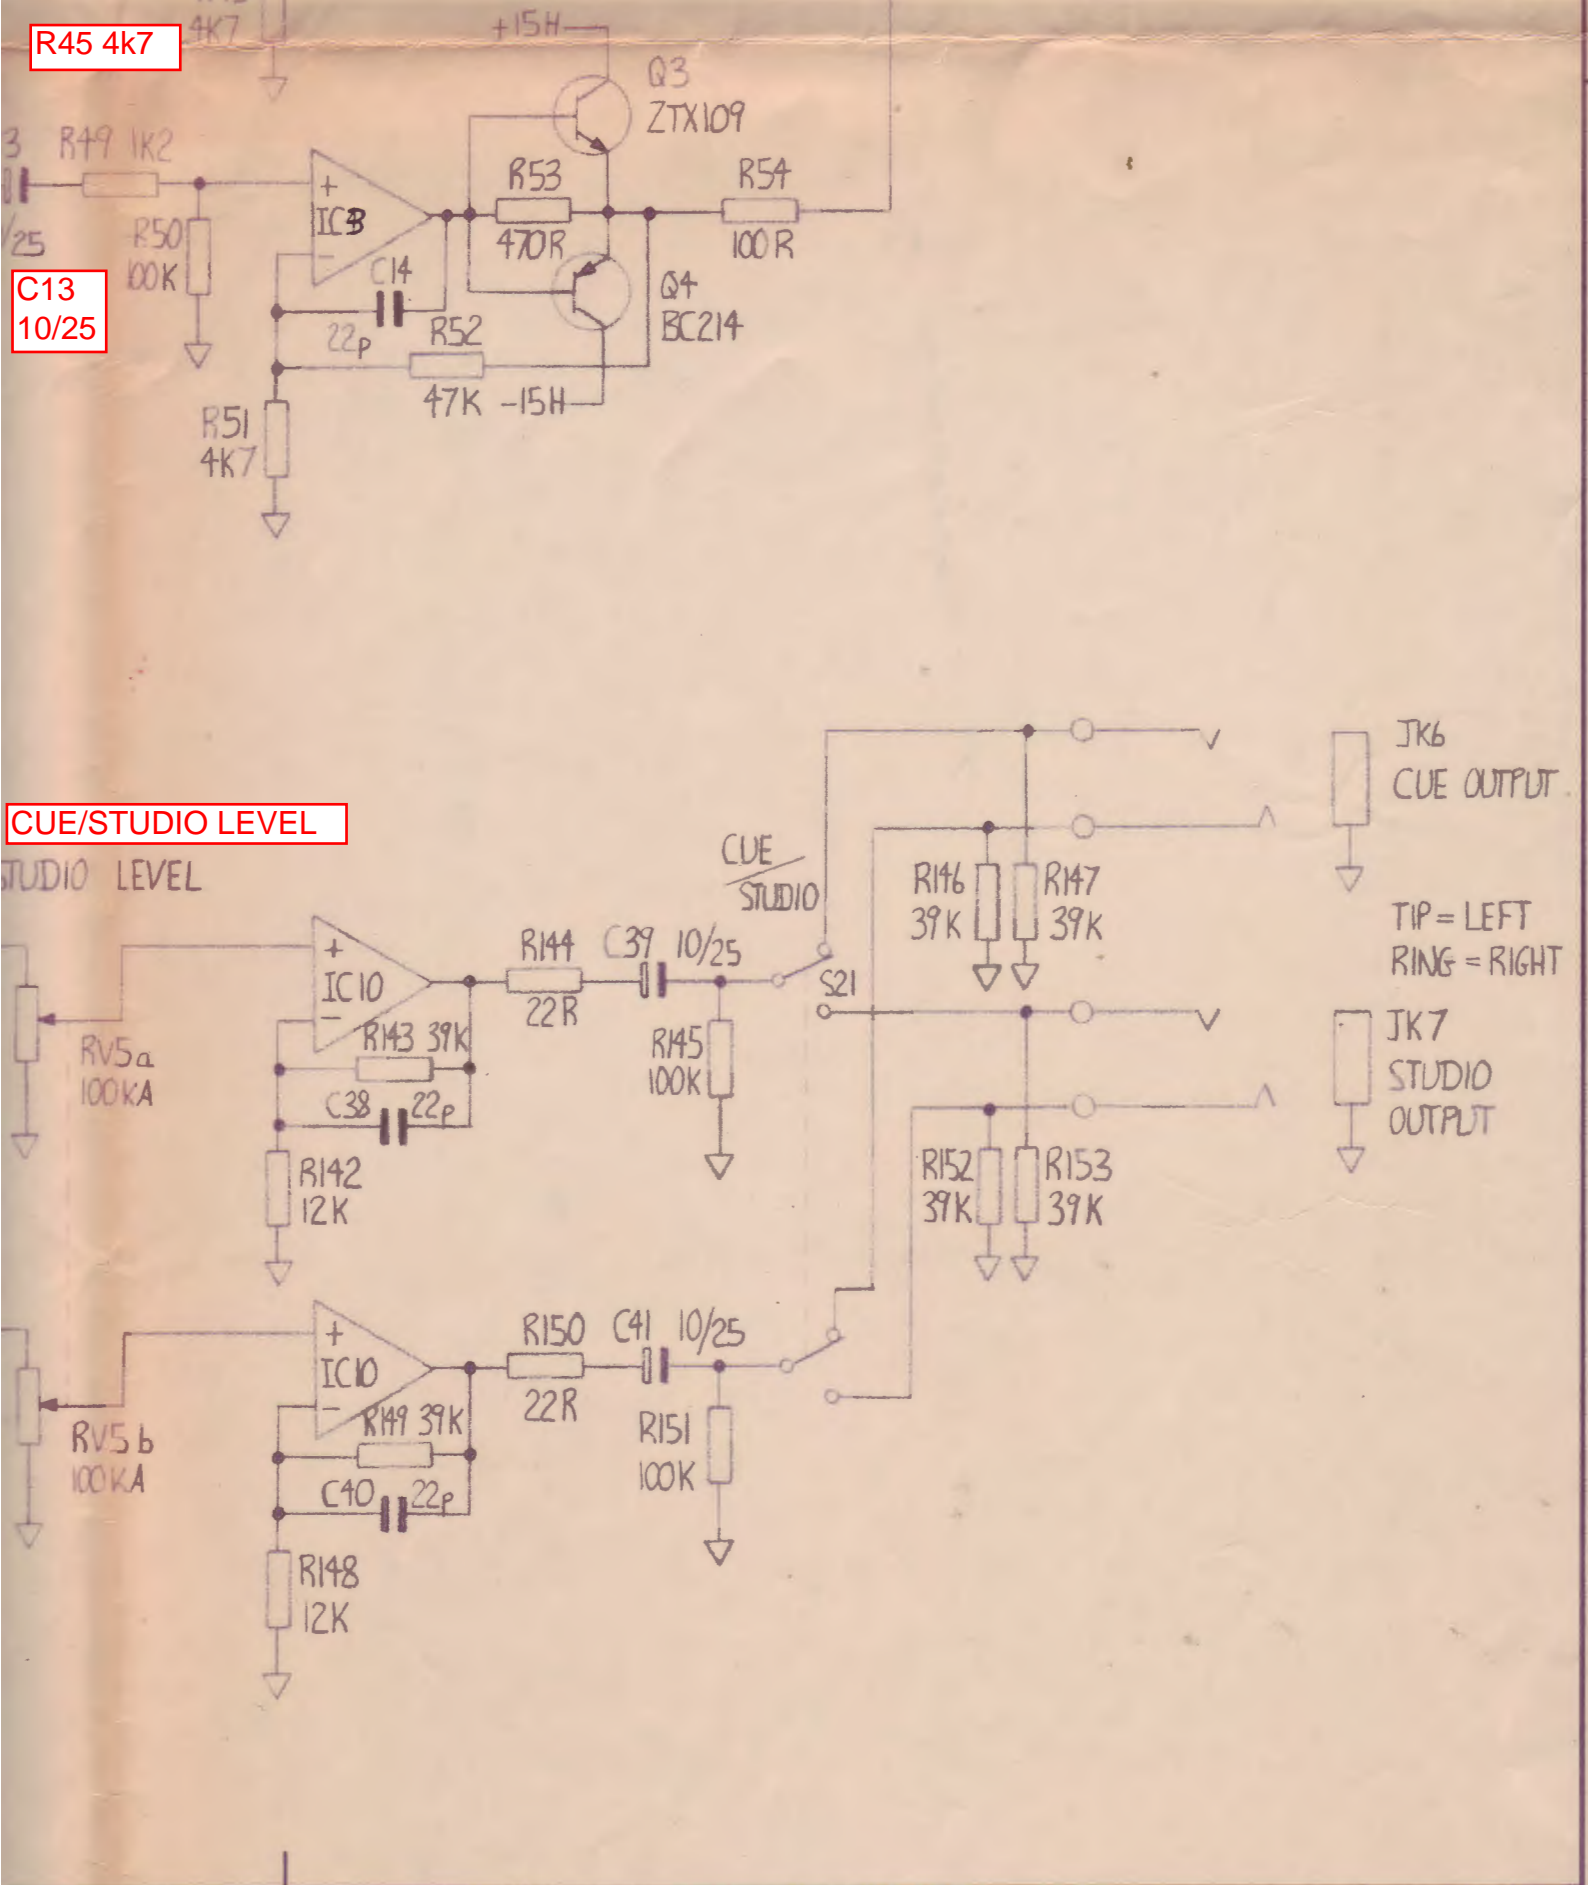 4K7
R45 4k7
+15H
Q3
ZTX109
3
R49 1K2
R53
R54
IC3
+
−
/25
R50
100K
470R
100R
C14
C13
10/25
Q4
BC214
22p
R52
47K
-15H
R51
4K7
JK6
CUE OUTPUT
CUE/STUDIO LEVEL
STUDIO LEVEL
CUE/
STUDIO
R146
39K
R147
39K
TIP = LEFT
RING = RIGHT
+
IC10
−
R144
22R
C39 10/25
S21
R143 39K
R145
100K
JK7
STUDIO
OUTPUT
RV5a
100KA
C38 22p
R142
12K
R152
39K
R153
39K
+
IC10
−
R150
22R
C41 10/25
R149 39K
R151
100K
RV5b
100KA
C40 22p
R148
12K